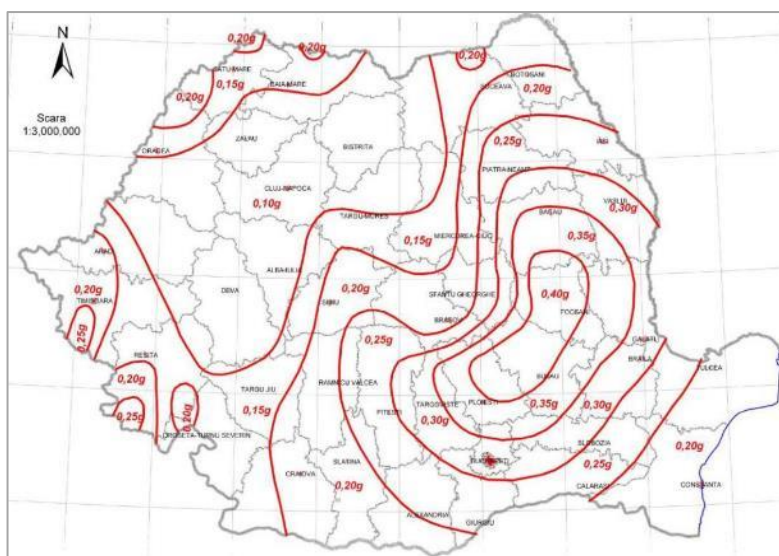 N
Scara
1:3,000,000
0,20g
0,20g
0,20g
SATU MARE
0,15g
BAIA MARE
0,20g
BOTOSANI
SUCEAVA
0,20g
ORADEA
ZALAU
BISTRITA
0,25g
IASI
PIATRA NEAMT
CLUJ-NAPOCA
0,10g
TARGU-MURES
BACAU
VASLUI
0,30g
0,15g
MIERCUREA-CIUC
0,35g
ARAD
ALBA-IULIA
0,20g
TIMISOARA
DEVA
SIBIU
0,20g
SFANTU GHEORGHE
0,40g
FOCSANI
BRASOV
0,25g
RESITA
0,25g
GALATI
BRAILA
TULCEA
0,20g
TARGU JIU
RAMNICU VALCEA
BUZAU
0,25g
0,20g
0,15g
PITESTI
TARGOVISTE
PLOIESTI
0,30g
0,35g
0,30g
DROBETA-TURNU SEVERIN
CRAIOVA
SLATINA
BUCURESTI
SLOBOZIA
0,25g
0,20g
0,20g
CALARASI
CONSTANTA
ALEXANDRIA
GIURGIU